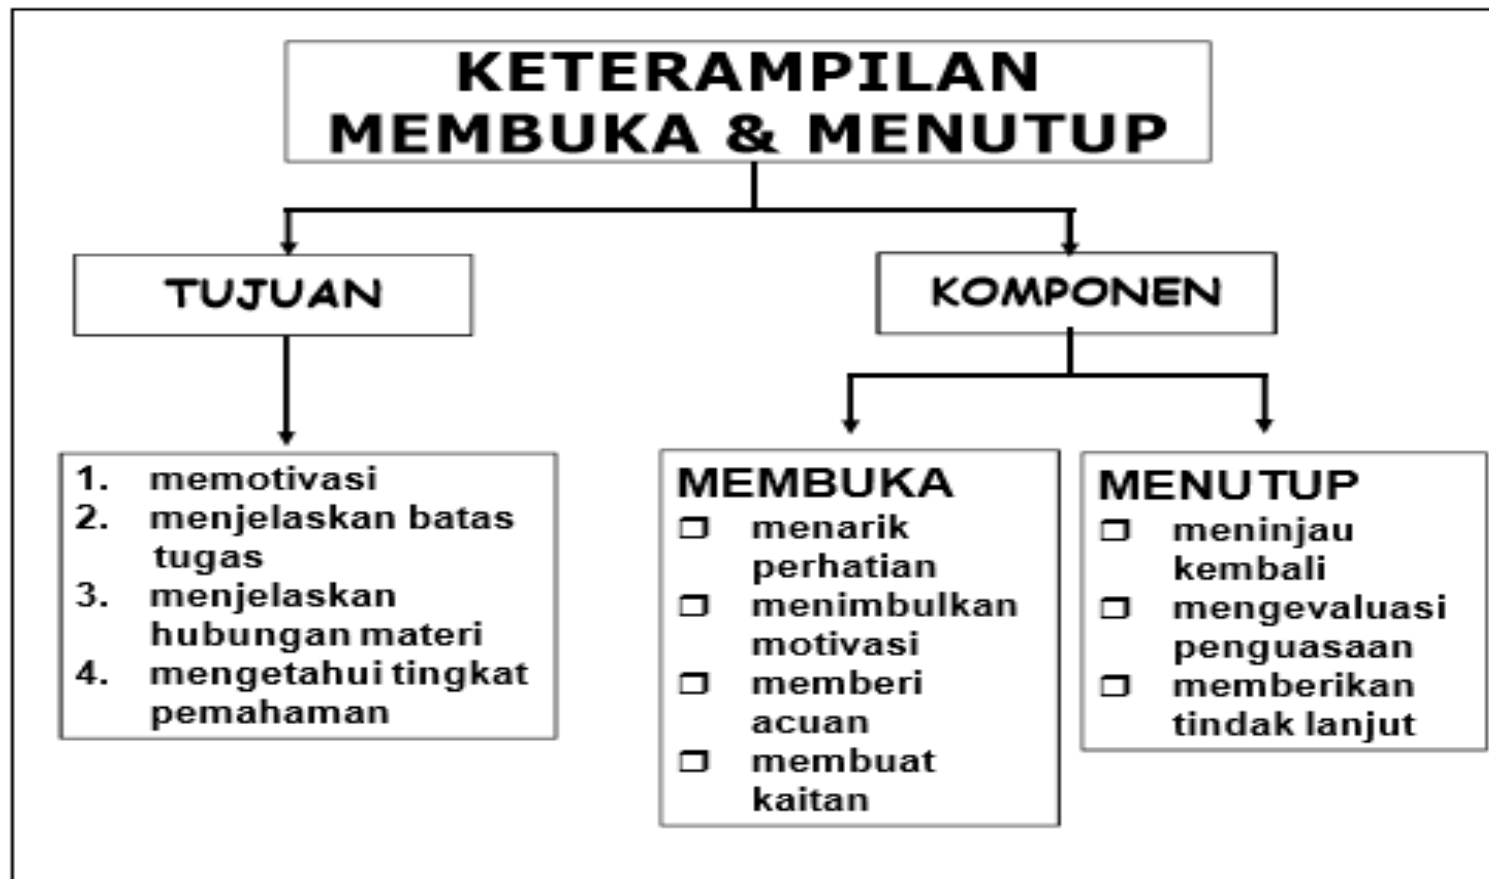 KETERAMPILAN
MEMBUKA & MENUTUP
TUJUAN
KOMPONEN
1. memotivasi
2. menjelaskan batas
tugas
3. menjelaskan
hubungan materi
4. mengetahui tingkat
pemahaman
MEMBUKA
❒ menarik
perhatian
❒ menimbulkan
motivasi
❒ memberi
acuan
❒ membuat
kaitan
MENUTUP
❒ meninjau
kembali
❒ mengevaluasi
penguasaan
❒ memberikan
tindak lanjut